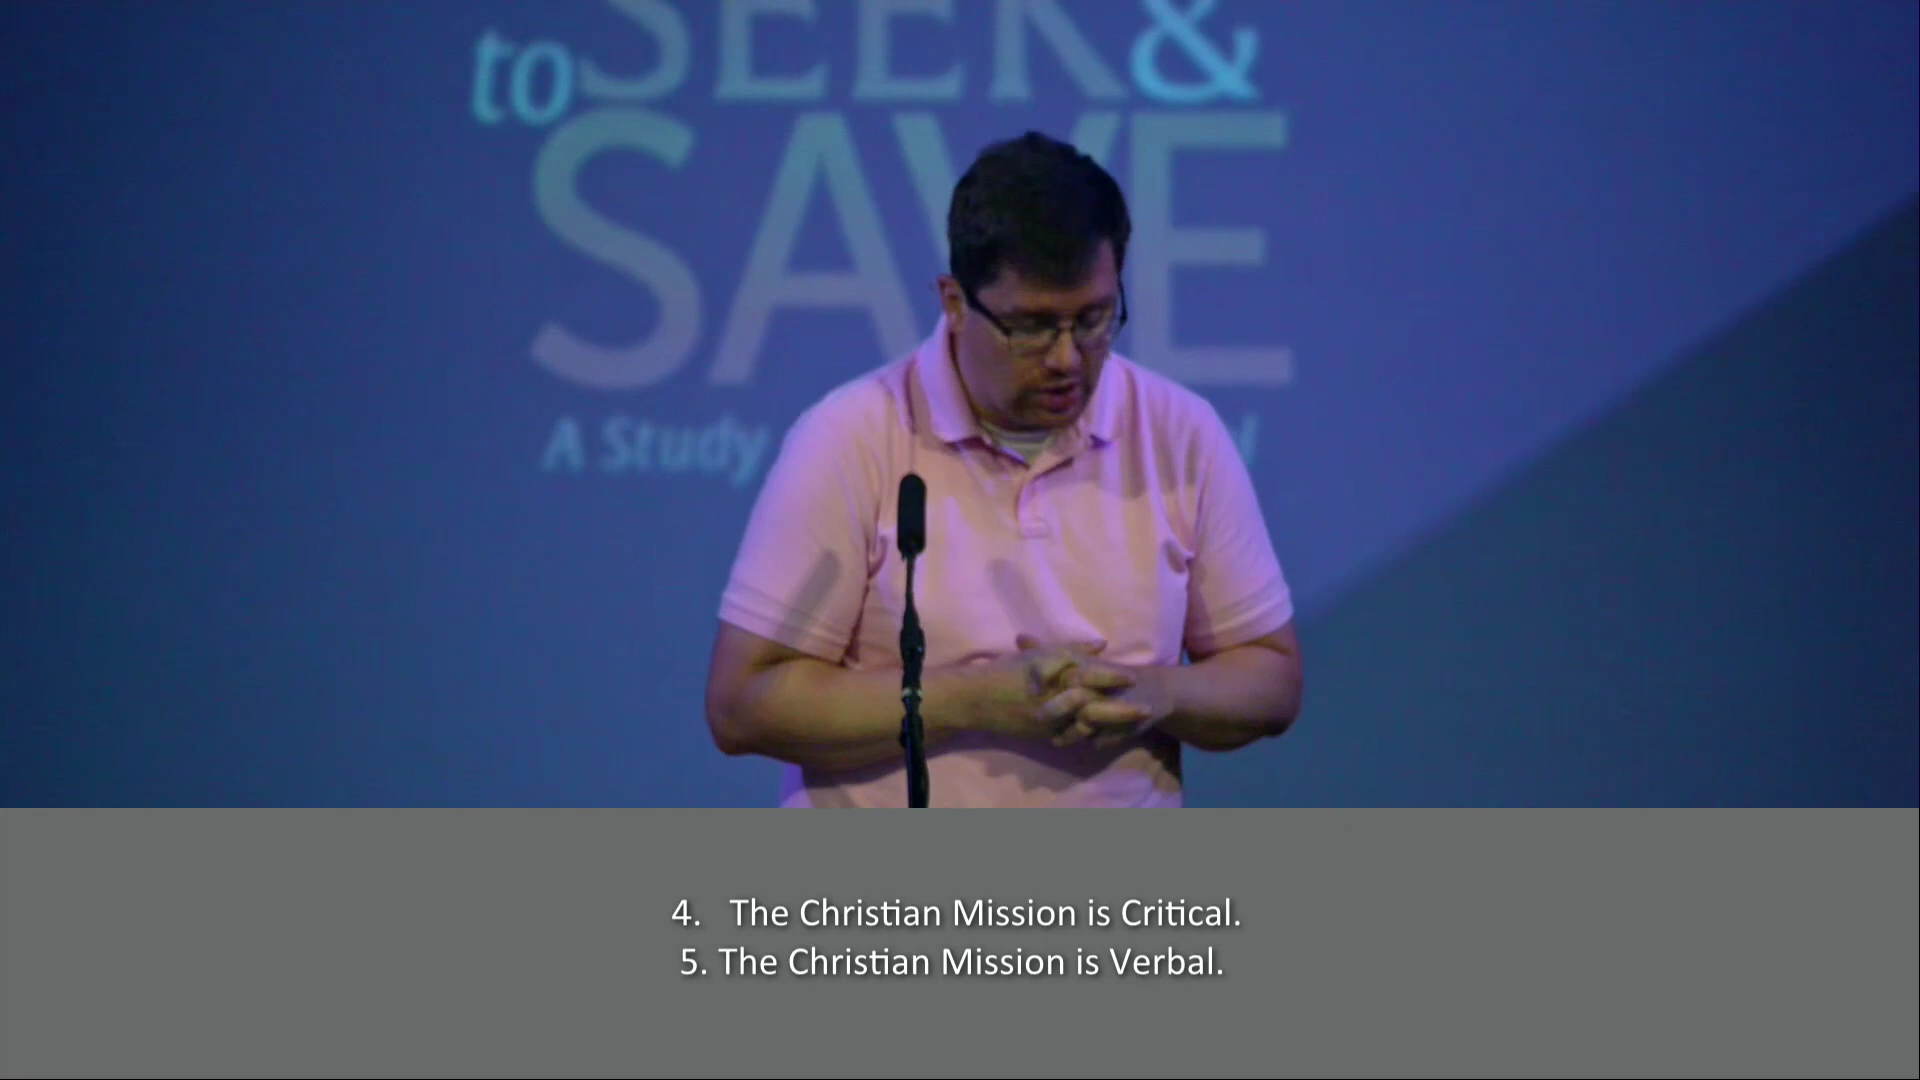 to SEEK &
SAVE
A Study
4. The Christian Mission is Critical.
5. The Christian Mission is Verbal.